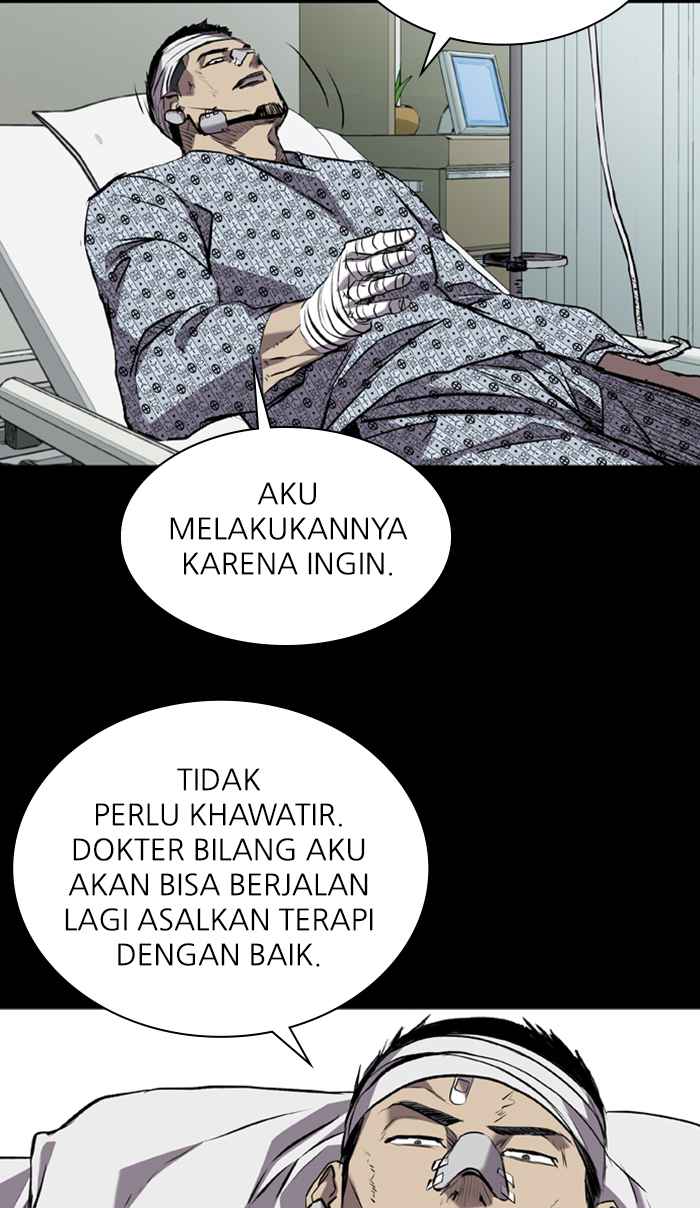 AKU
MELAKUKANNYA
KARENA INGIN.
TIDAK
PERLU KHAWATIR.
DOKTER BILANG AKU
AKAN BISA BERJALAN
LAGI ASALKAN TERAPI
DENGAN BAIK.